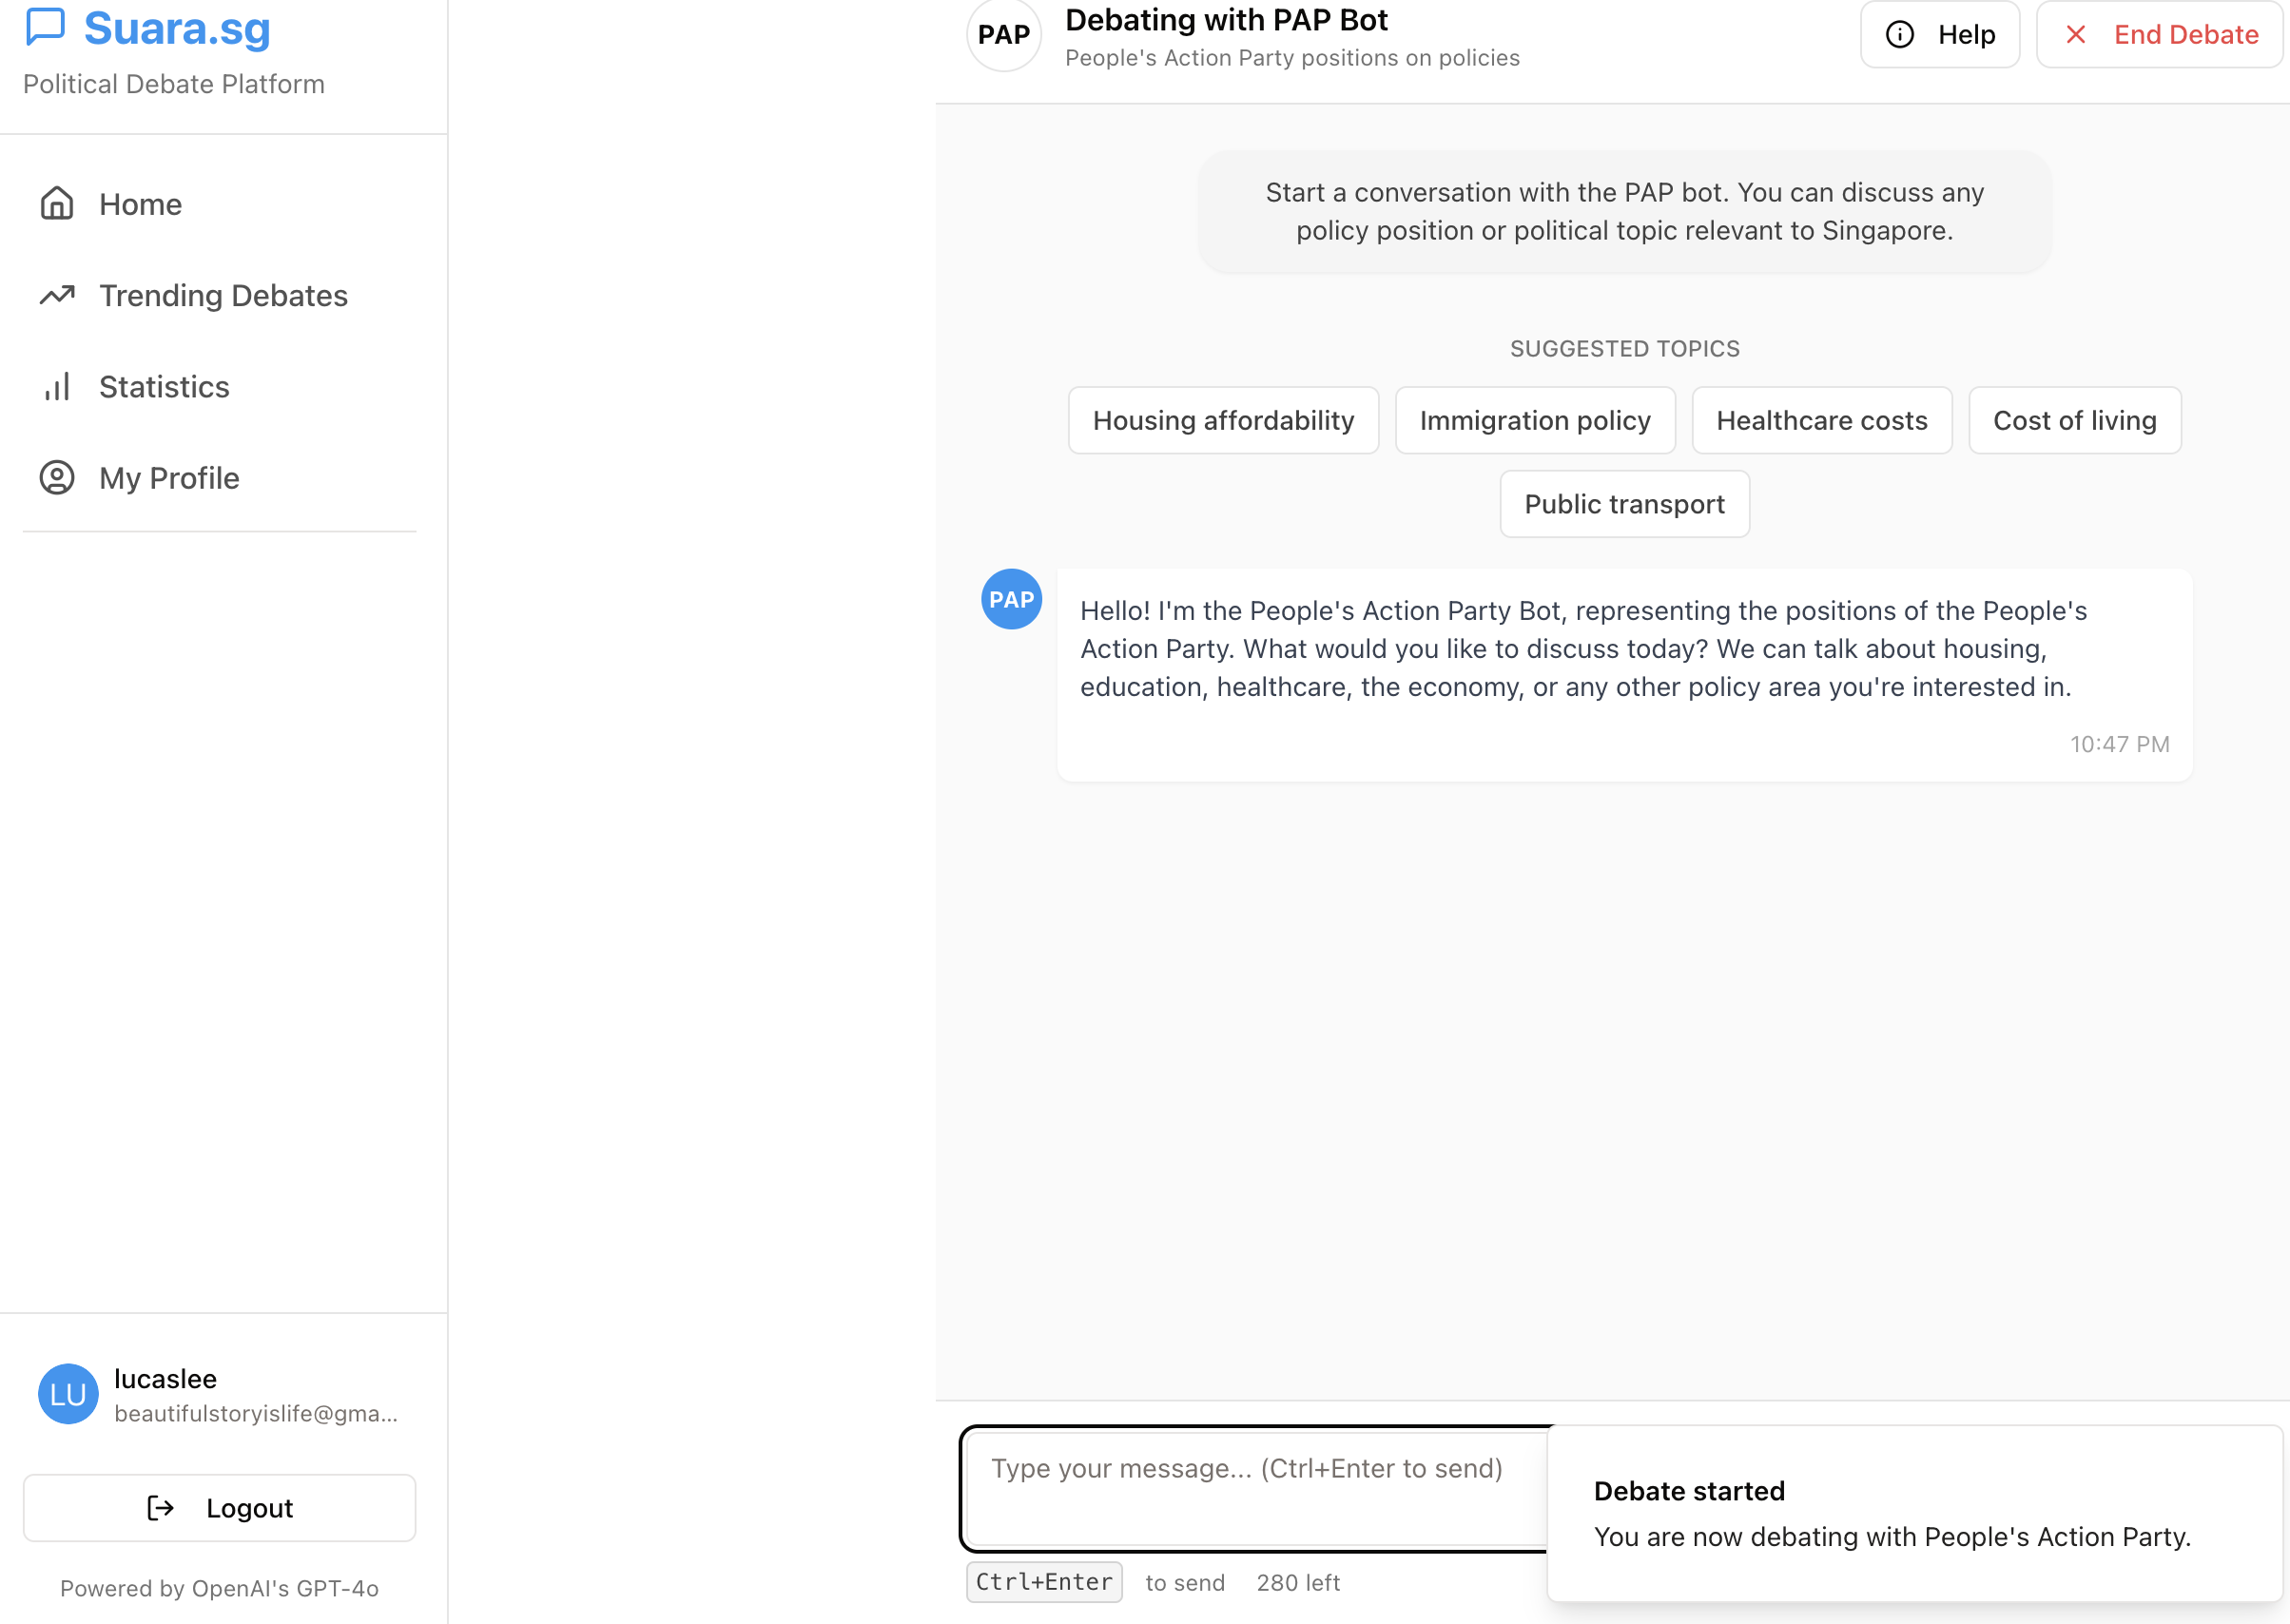 Suara.sg
Political Debate Platform
Home
Trending Debates
Statistics
My Profile
LU
lucaslee
beautifulstoryislife@gma...
Logout
Powered by OpenAI's GPT-4o
PAP
Debating with PAP Bot
People's Action Party positions on policies
Help
End Debate
Start a conversation with the PAP bot. You can discuss any
policy position or political topic relevant to Singapore.
SUGGESTED TOPICS
Housing affordability
Immigration policy
Healthcare costs
Cost of living
Public transport
PAP
Hello! I'm the People's Action Party Bot, representing the positions of the People's
Action Party. What would you like to discuss today? We can talk about housing,
education, healthcare, the economy, or any other policy area you're interested in.
10:47 PM
Type your message... (Ctrl+Enter to send)
Ctrl+Enter to send 280 left
Debate started
You are now debating with People's Action Party.